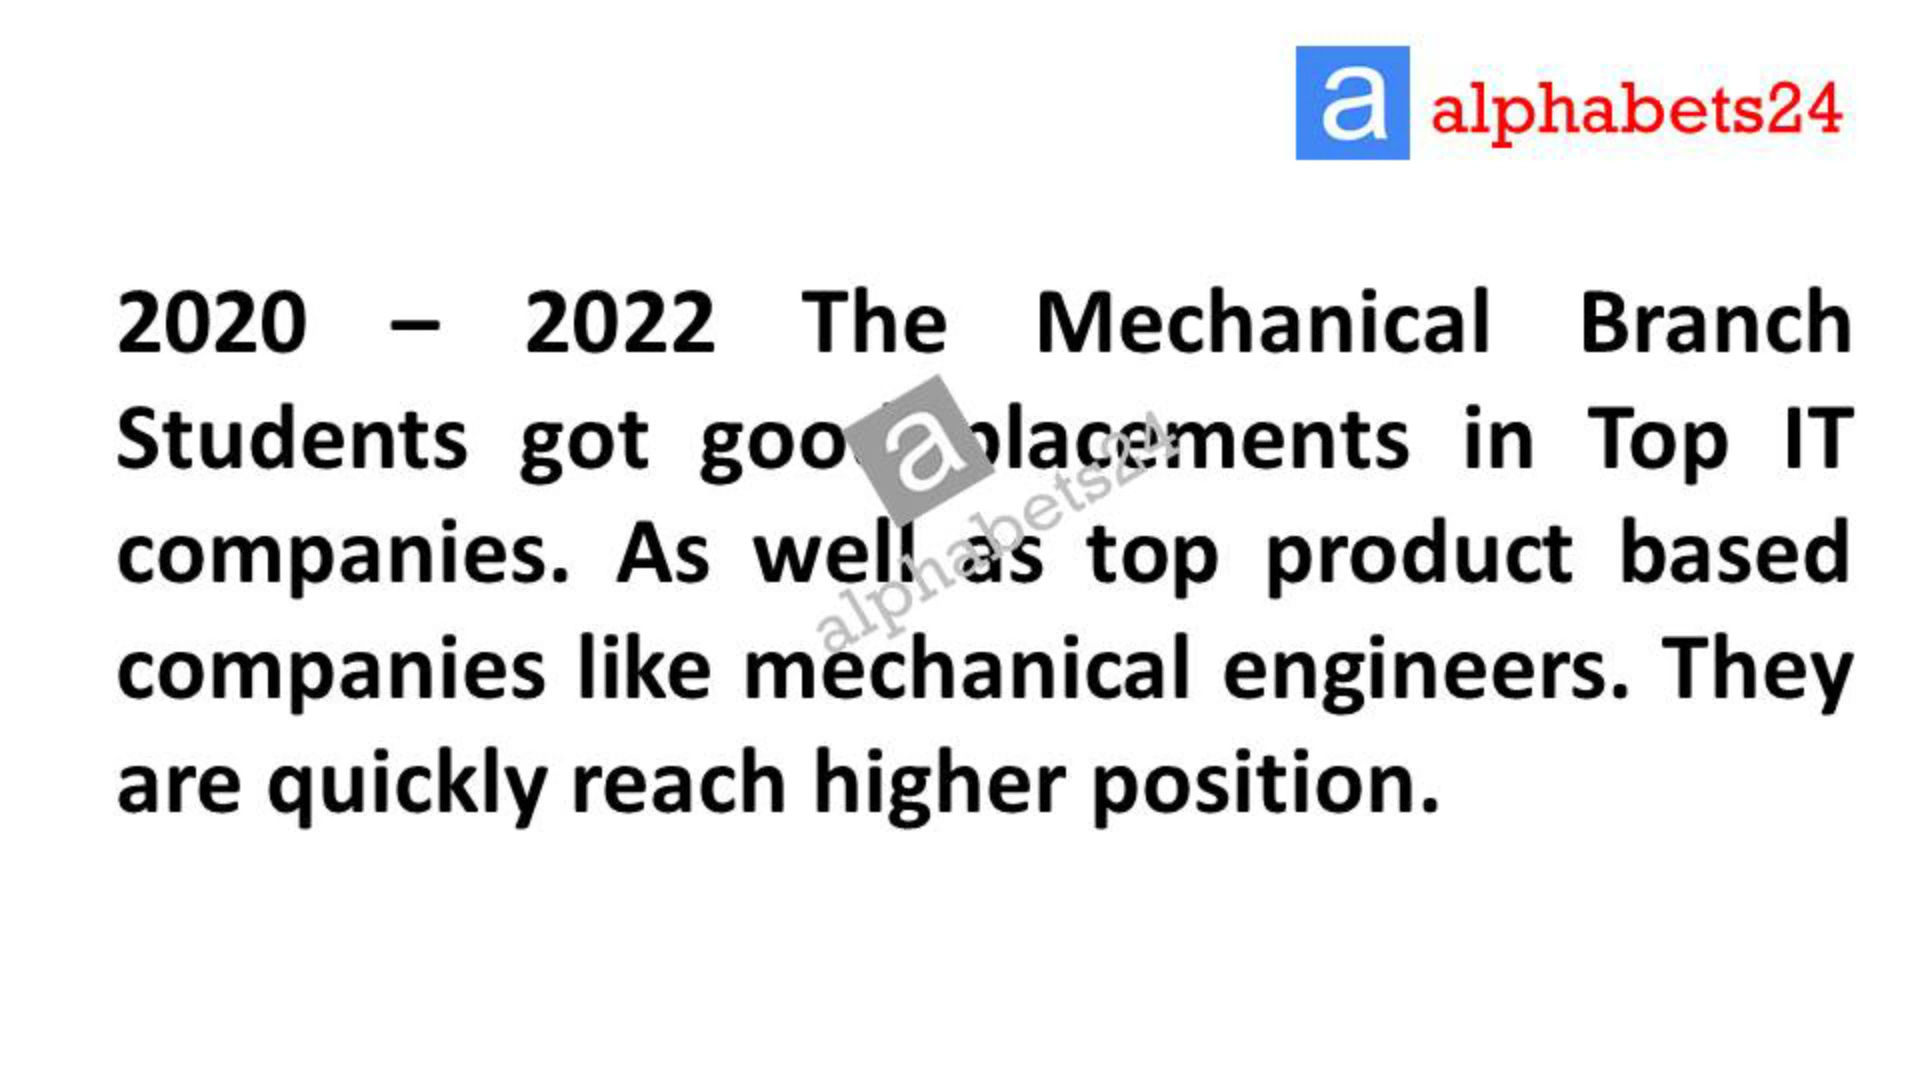 a alphabets24
2020 – 2022 The Mechanical Branch
Students got good placements in Top IT
companies. As well as top product based
companies like mechanical engineers. They
are quickly reach higher position.
a
alphabets24